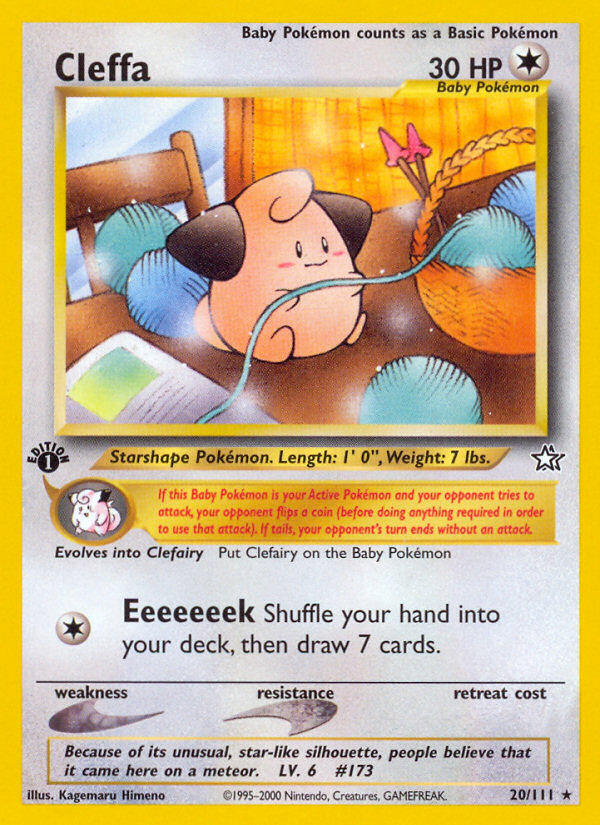 Baby Pokémon counts as a Basic Pokémon
Cleffa
30 HP
Baby Pokémon
EDITION
1
Starshape Pokémon. Length: 1' 0", Weight: 7 lbs.
If this Baby Pokémon is your Active Pokémon and your opponent tries to
attack, your opponent flips a coin (before doing anything required in order
to use that attack). If tails, your opponent's turn ends without an attack.
Evolves into Clefairy Put Clefairy on the Baby Pokémon
Eeeeeeek Shuffle your hand into
your deck, then draw 7 cards.
weakness resistance retreat cost
Because of its unusual, star-like silhouette, people believe that
it came here on a meteor. LV. 6 #173
illus. Kagemaru Himeno ©1995–2000 Nintendo, Creatures, GAMEFREAK. 20/111 ★